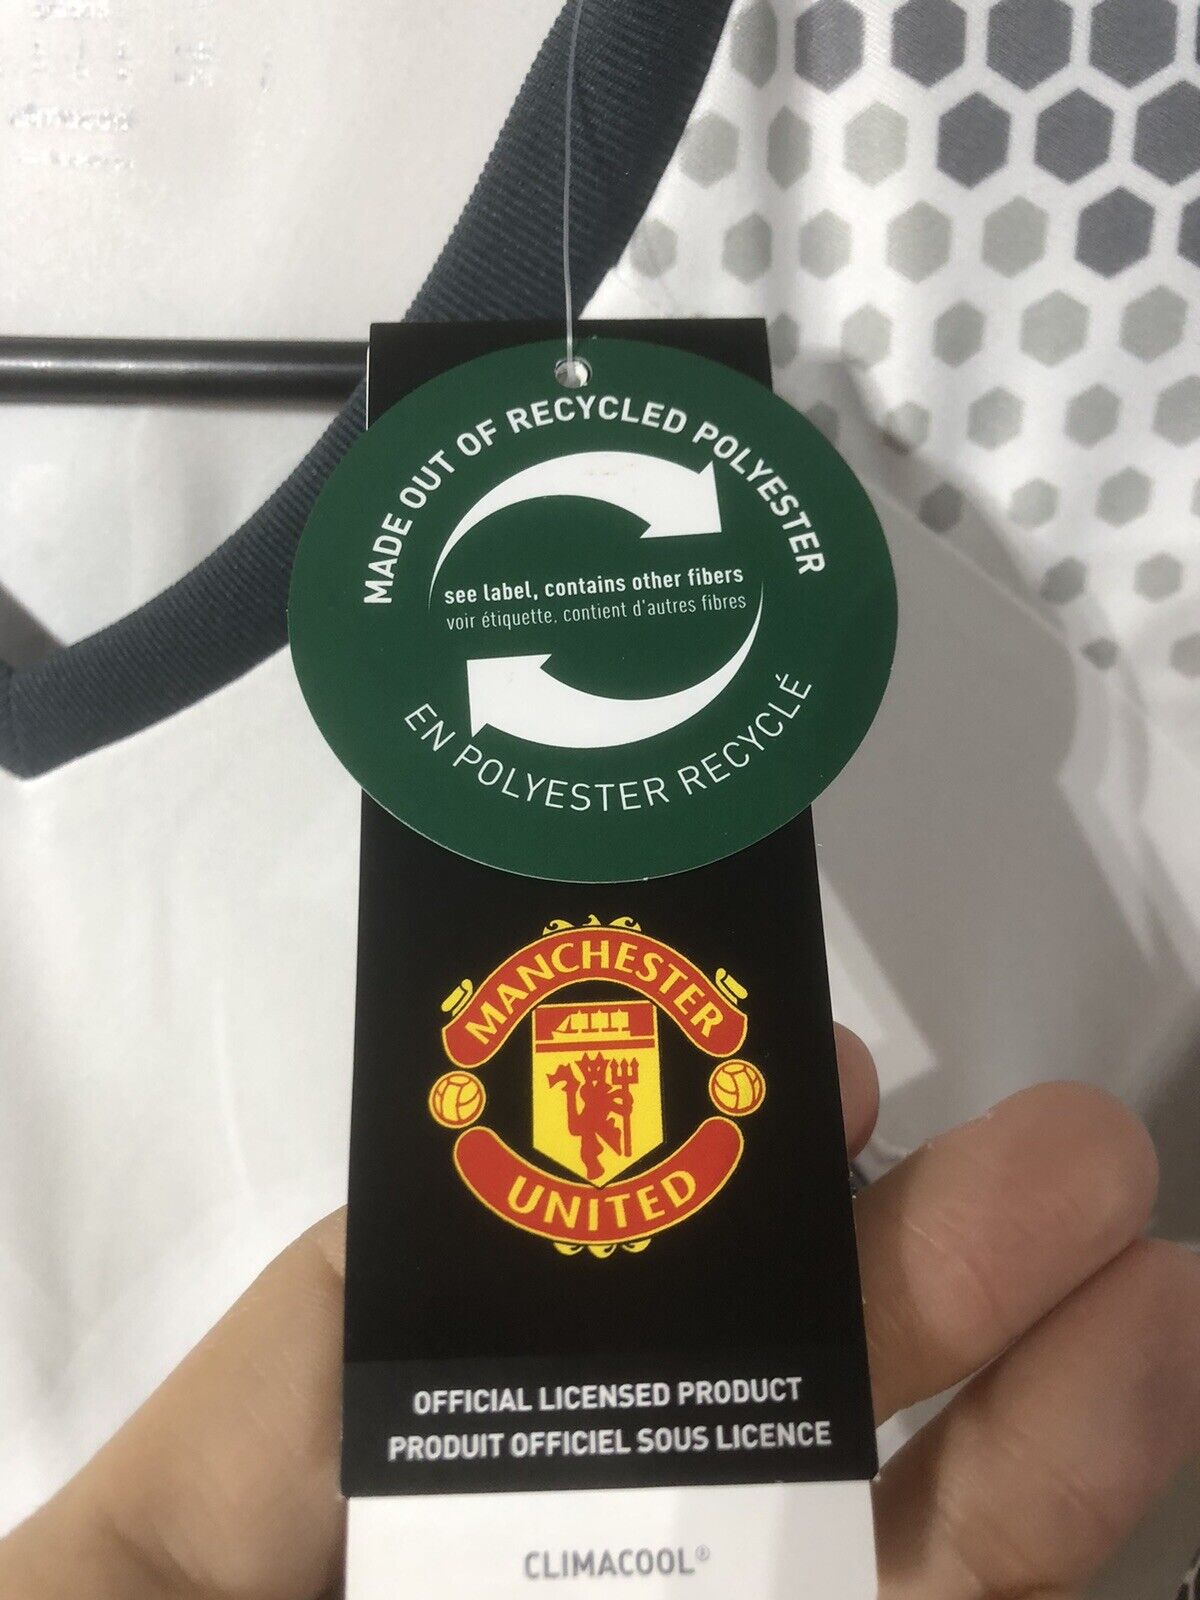 MADE OUT OF RECYCLED POLYESTER
see label, contains other fibers
voir étiquette, contient d'autres fibres
EN POLYESTER RECYCLÉ
MANCHESTER
UNITED
OFFICIAL LICENSED PRODUCT
PRODUIT OFFICIEL SOUS LICENCE
CLIMACOOL®